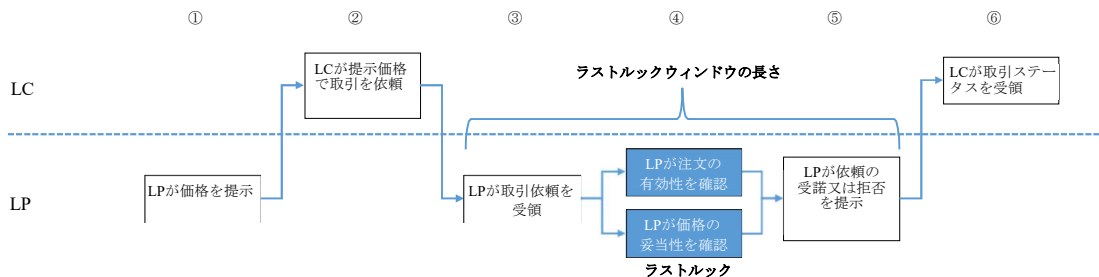 ① ② ③ ④ ⑤ ⑥
LC
LCが提示価格
で取引を依頼
ラストルックウィンドウの長さ
LCが取引ステー
タスを受領
LP
LPが価格を提示
LPが取引依頼を
受領
LPが注文の
有効性を確認
LPが価格の
妥当性を確認
ラストルック
LPが依頼の
受諾又は拒否
を提示